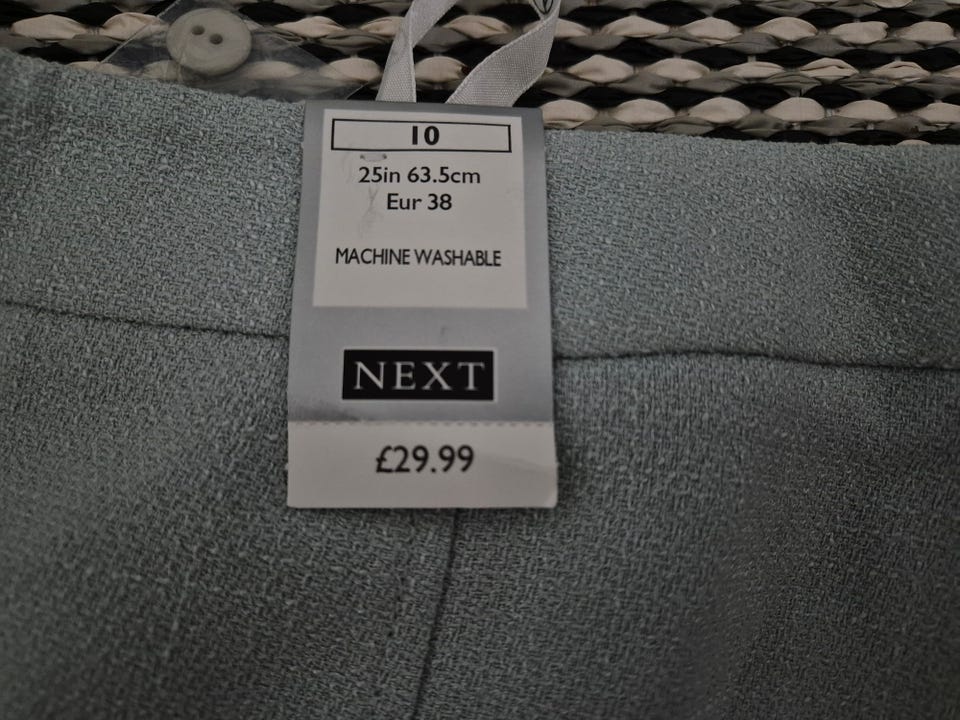 10
25in 63.5cm
Eur 38
MACHINE WASHABLE
NEXT
£29.99